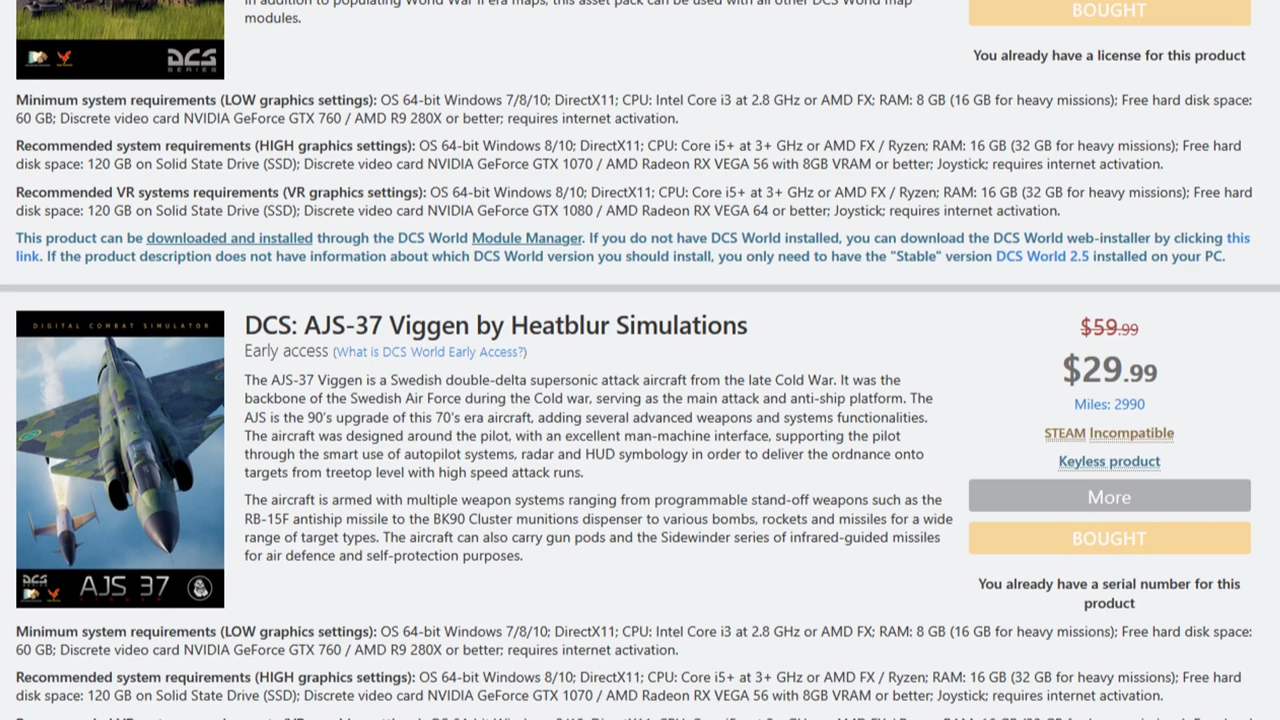 In addition to populating World War II era maps, this asset pack can be used with all other DCS World map
modules.
BOUGHT
You already have a license for this product
DCS
SERIES
Minimum system requirements (LOW graphics settings): OS 64-bit Windows 7/8/10; DirectX11; CPU: Intel Core i3 at 2.8 GHz or AMD FX; RAM: 8 GB (16 GB for heavy missions); Free hard disk space:
60 GB; Discrete video card NVIDIA GeForce GTX 760 / AMD R9 280X or better; requires internet activation.
Recommended system requirements (HIGH graphics settings): OS 64-bit Windows 8/10; DirectX11; CPU: Core i5+ at 3+ GHz or AMD FX / Ryzen; RAM: 16 GB (32 GB for heavy missions); Free hard
disk space: 120 GB on Solid State Drive (SSD); Discrete video card NVIDIA GeForce GTX 1070 / AMD Radeon RX VEGA 56 with 8GB VRAM or better; Joystick; requires internet activation.
Recommended VR systems requirements (VR graphics settings): OS 64-bit Windows 8/10; DirectX11; CPU: Core i5+ at 3+ GHz or AMD FX / Ryzen; RAM: 16 GB (32 GB for heavy missions); Free hard
disk space: 120 GB on Solid State Drive (SSD); Discrete video card NVIDIA GeForce GTX 1080 / AMD Radeon RX VEGA 64 or better; Joystick; requires internet activation.
This product can be downloaded and installed through the DCS World Module Manager. If you do not have DCS World installed, you can download the DCS World web-installer by clicking this
link. If the product description does not have information about which DCS World version you should install, you only need to have the "Stable" version DCS World 2.5 installed on your PC.
DIGITAL COMBAT SIMULATOR
DCS
SERIES
AJS 37
DCS: AJS-37 Viggen by Heatblur Simulations
Early access (What is DCS World Early Access?)
The AJS-37 Viggen is a Swedish double-delta supersonic attack aircraft from the late Cold War. It was the
backbone of the Swedish Air Force during the Cold war, serving as the main attack and anti-ship platform. The
AJS is the 90's upgrade of this 70's era aircraft, adding several advanced weapons and systems functionalities.
The aircraft was designed around the pilot, with an excellent man-machine interface, supporting the pilot
through the smart use of autopilot systems, radar and HUD symbology in order to deliver the ordnance onto
targets from treetop level with high speed attack runs.
The aircraft is armed with multiple weapon systems ranging from programmable stand-off weapons such as the
RB-15F antiship missile to the BK90 Cluster munitions dispenser to various bombs, rockets and missiles for a wide
range of target types. The aircraft can also carry gun pods and the Sidewinder series of infrared-guided missiles
for air defence and self-protection purposes.
$59.99
$29.99
Miles: 2990
STEAM Incompatible
Keyless product
More
BOUGHT
You already have a serial number for this
product
Minimum system requirements (LOW graphics settings): OS 64-bit Windows 7/8/10; DirectX11; CPU: Intel Core i3 at 2.8 GHz or AMD FX; RAM: 8 GB (16 GB for heavy missions); Free hard disk space:
60 GB; Discrete video card NVIDIA GeForce GTX 760 / AMD R9 280X or better; requires internet activation.
Recommended system requirements (HIGH graphics settings): OS 64-bit Windows 8/10; DirectX11; CPU: Core i5+ at 3+ GHz or AMD FX / Ryzen; RAM: 16 GB (32 GB for heavy missions); Free hard
disk space: 120 GB on Solid State Drive (SSD); Discrete video card NVIDIA GeForce GTX 1070 / AMD Radeon RX VEGA 56 with 8GB VRAM or better; Joystick; requires internet activation.